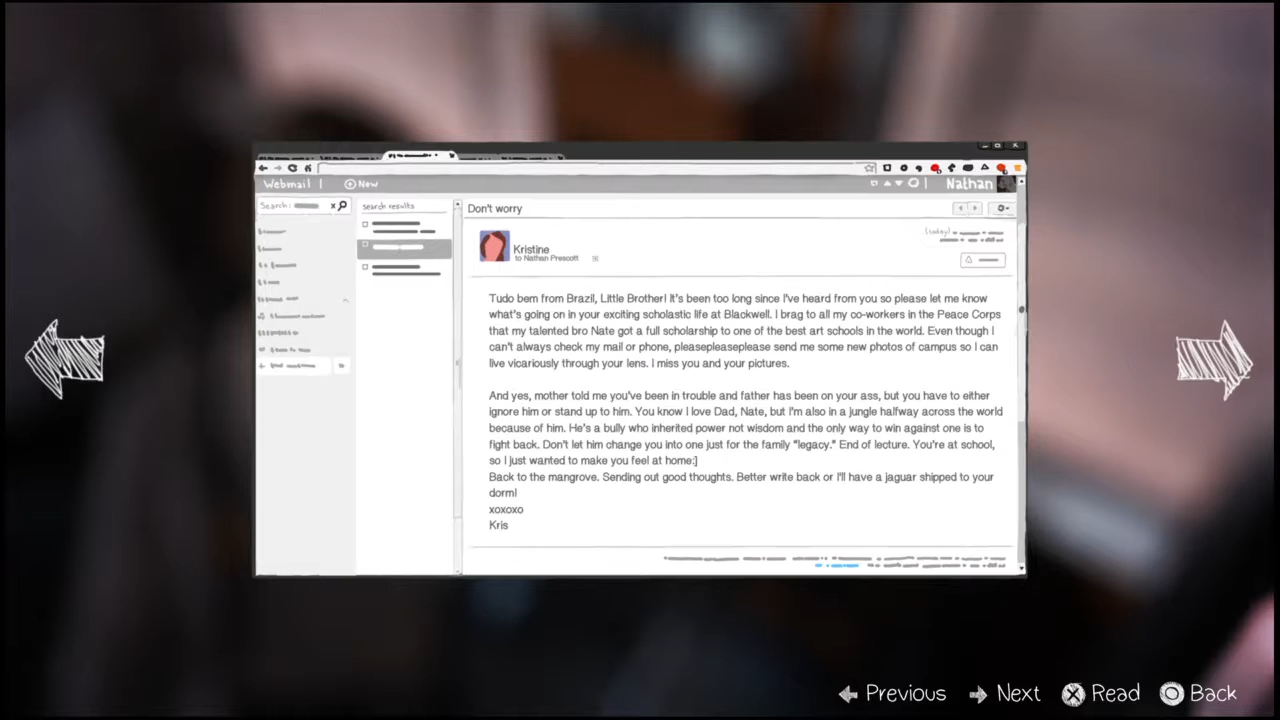 Webmail | New
Nathan
Search:
search results
Don't worry
(today)
Kristine
to Nathan Prescott
Tudo bem from Brazil, Little Brother! It's been too long since I've heard from you so please let me know
what's going on in your exciting scholastic life at Blackwell. I brag to all my co-workers in the Peace Corps
that my talented bro Nate got a full scholarship to one of the best art schools in the world. Even though I
can't always check my mail or phone, pleasepleaseplease send me some new photos of campus so I can
live vicariously through your lens. I miss you and your pictures.
And yes, mother told me you've been in trouble and father has been on your ass, but you have to either
ignore him or stand up to him. You know I love Dad, Nate, but I'm also in a jungle halfway across the world
because of him. He's a bully who inherited power not wisdom and the only way to win against one is to
fight back. Don't let him change you into one just for the family "legacy." End of lecture. You're at school,
so I just wanted to make you feel at home:]
Back to the mangrove. Sending out good thoughts. Better write back or I'll have a jaguar shipped to your
dorm!
xoxoxo
Kris
Previous Next Read Back